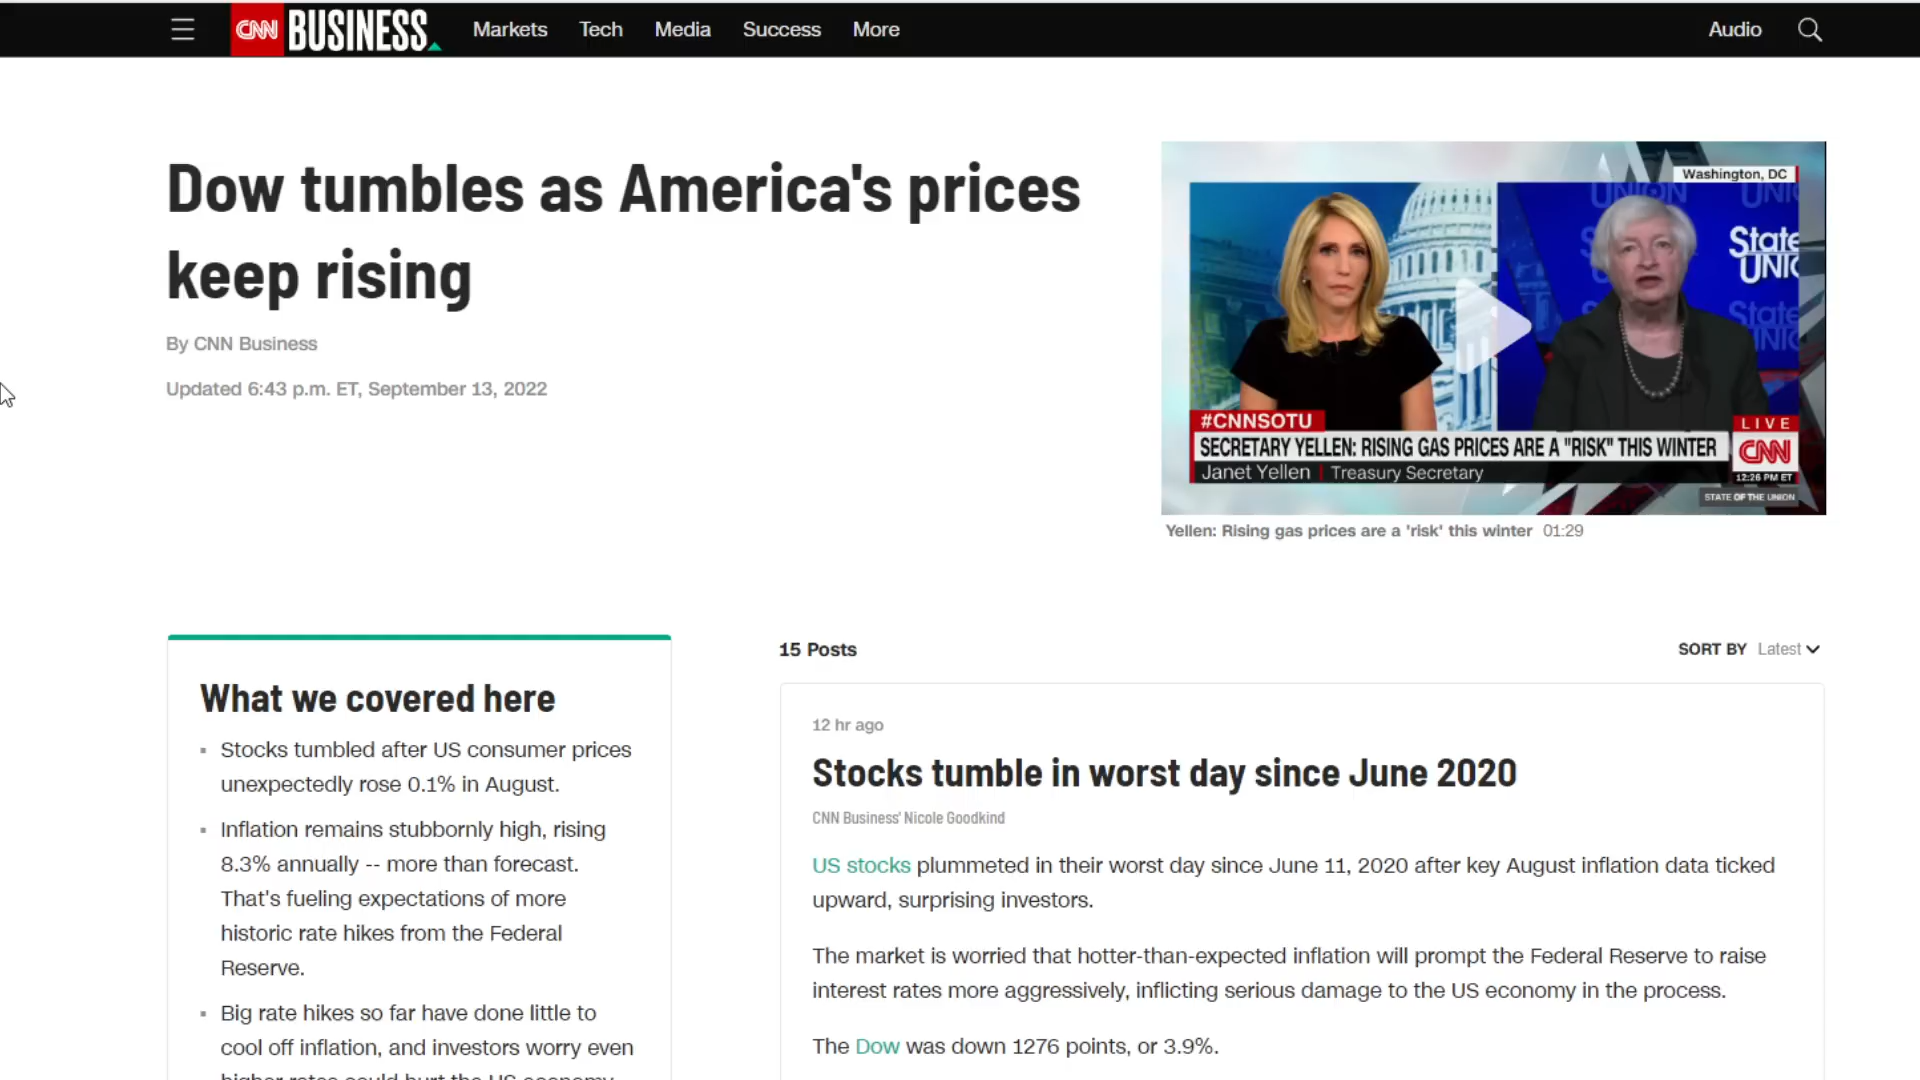 CNN BUSINESS
Markets
Tech
Media
Success
More
Audio
Dow tumbles as America's prices
keep rising
By CNN Business
Updated 6:43 p.m. ET, September 13, 2022
Washington, DC
State
UNIO
#CNNSOTU
SECRETARY YELLEN: RISING GAS PRICES ARE A "RISK" THIS WINTER
Janet Yellen | Treasury Secretary
LIVE
CNN
12:26 PM ET
STATE OF THE UNION
Yellen: Rising gas prices are a 'risk' this winter 01:29
What we covered here
▪ Stocks tumbled after US consumer prices
unexpectedly rose 0.1% in August.
▪ Inflation remains stubbornly high, rising
8.3% annually -- more than forecast.
That's fueling expectations of more
historic rate hikes from the Federal
Reserve.
▪ Big rate hikes so far have done little to
cool off inflation, and investors worry even
higher rates could hurt the US economy
15 Posts
SORT BY Latest
12 hr ago
Stocks tumble in worst day since June 2020
CNN Business' Nicole Goodkind
US stocks plummeted in their worst day since June 11, 2020 after key August inflation data ticked
upward, surprising investors.
The market is worried that hotter-than-expected inflation will prompt the Federal Reserve to raise
interest rates more aggressively, inflicting serious damage to the US economy in the process.
The Dow was down 1276 points, or 3.9%.